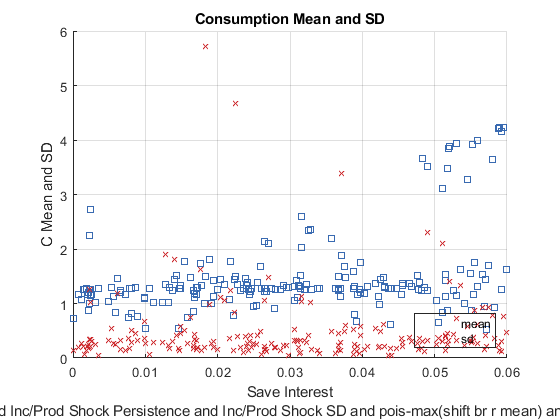 Consumption Mean and SD
6
5
4
3
2
1
0
C Mean and SD
mean
sd
0
0.01
0.02
0.03
0.04
0.05
0.06
Save Interest
d Inc/Prod Shock Persistence and Inc/Prod Shock SD and pois-max(shift br r mean) an